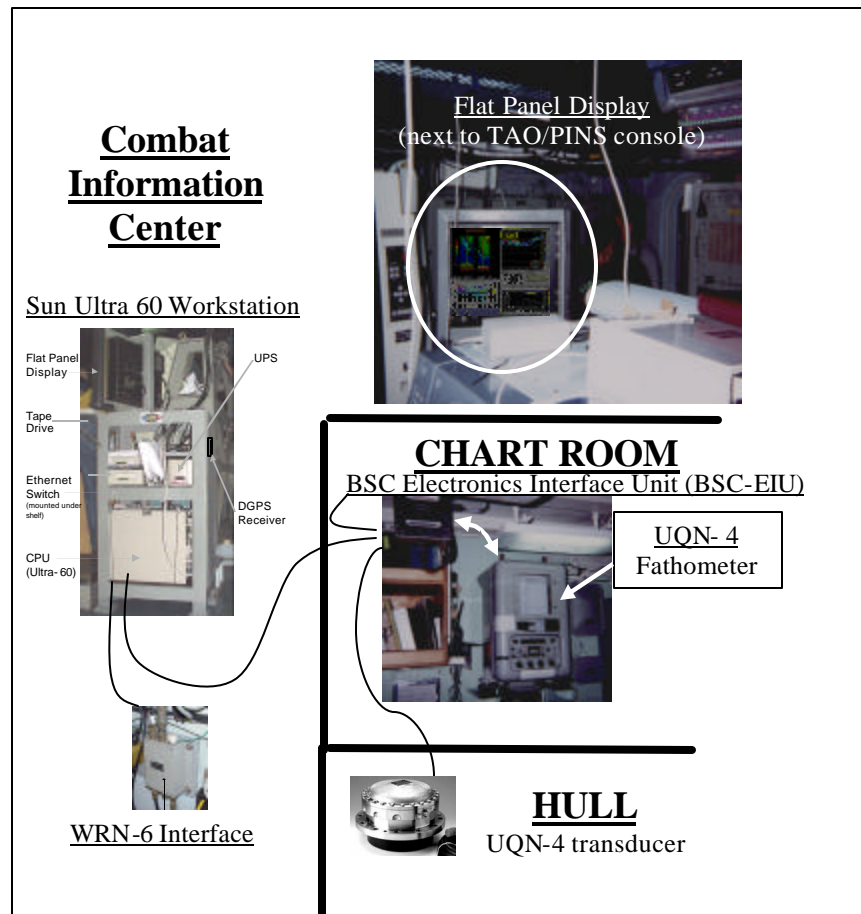 Combat
Information
Center
Flat Panel Display
(next to TAO/PINS console)
Sun Ultra 60 Workstation
Flat Panel
Display
UPS
Tape
Drive
Ethernet
Switch
(mounted under
shelf)
DGPS
Receiver
CPU
(Ultra-60)
WRN-6 Interface
CHART ROOM
BSC Electronics Interface Unit (BSC-EIU)
UQN- 4
Fathometer
HULL
UQN-4 transducer